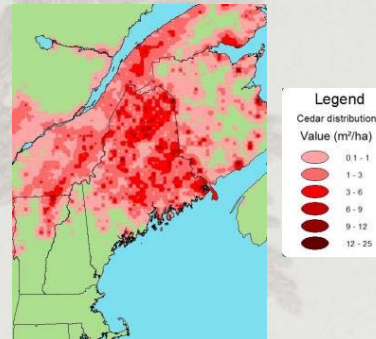 Legend
Cedar distribution
Value (m²/ha)
0.1 - 1
1 - 3
3 - 6
6 - 9
9 - 12
12 - 25